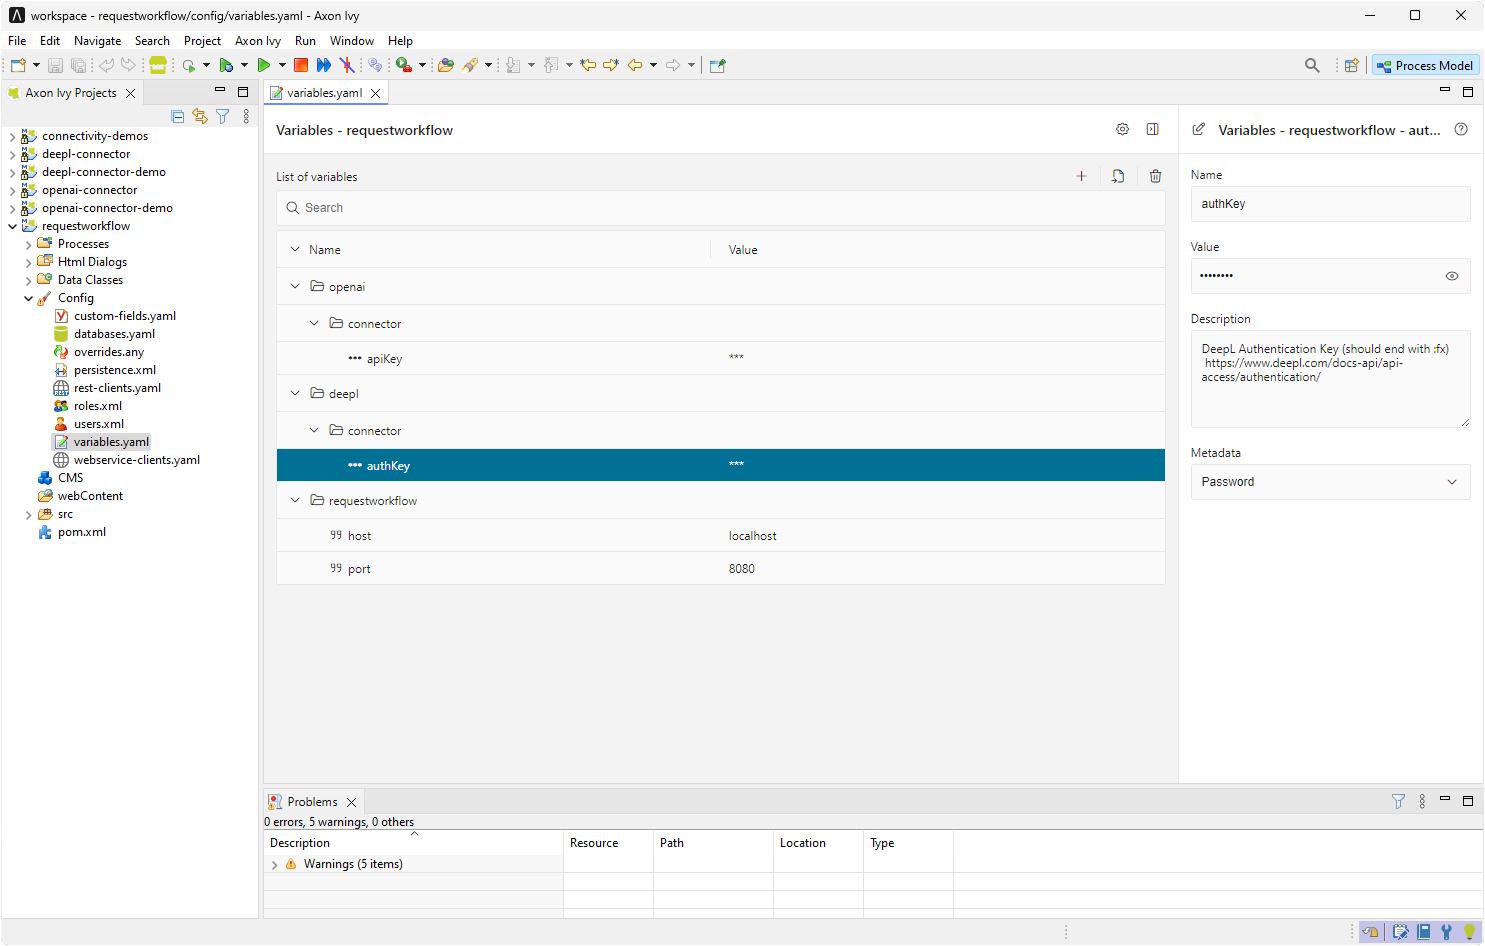 workspace - requestworkflow/config/variables.yaml - Axon Ivy
File Edit Navigate Search Project Axon Ivy Run Window Help
Process Model
Axon Ivy Projects
connectivity-demos
deepl-connector
deepl-connector-demo
openai-connector
openai-connector-demo
requestworkflow
Processes
Html Dialogs
Data Classes
Config
custom-fields.yaml
databases.yaml
overrides.any
persistence.xml
rest-clients.yaml
roles.xml
users.xml
variables.yaml
webservice-clients.yaml
CMS
webContent
src
pom.xml
variables.yaml
Variables - requestworkflow
List of variables
Search
Name Value
openai
connector
apiKey ***
deepl
connector
authKey ***
requestworkflow
host localhost
port 8080
Variables - requestworkflow - aut...
Name
authKey
Value
••••••••
Description
DeepL Authentication Key (should end with :fx)
https://www.deepl.com/docs-api/api-
access/authentication/
Metadata
Password
Problems
0 errors, 5 warnings, 0 others
Description Resource Path Location Type
Warnings (5 items)